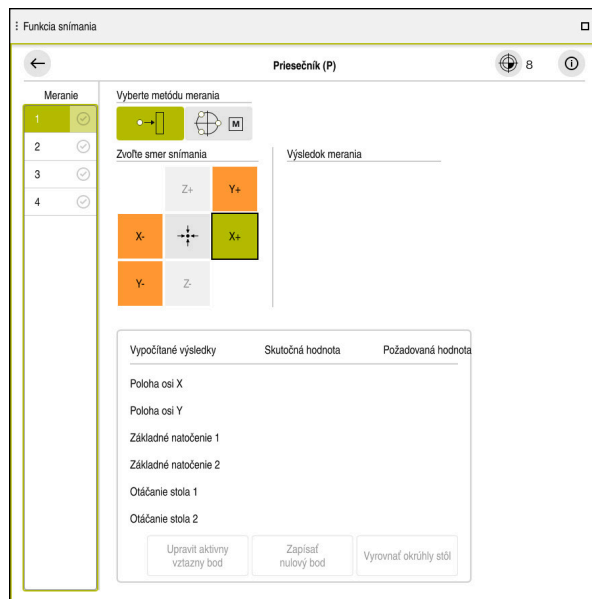 Funkcia snímania
Priesečník (P)
8
Meranie
Vyberte metódu merania
1
M
2
Zvoľte smer snímania
Výsledok merania
3
Z+
Y+
4
X-
X+
Y-
Z-
Vypočítané výsledky
Skutočná hodnota
Požadovaná hodnota
Poloha osi X
Poloha osi Y
Základné natočenie 1
Základné natočenie 2
Otáčanie stola 1
Otáčanie stola 2
Upravit aktivny
vztazny bod
Zapísať
nulový bod
Vyrovnať okrúhly stôl